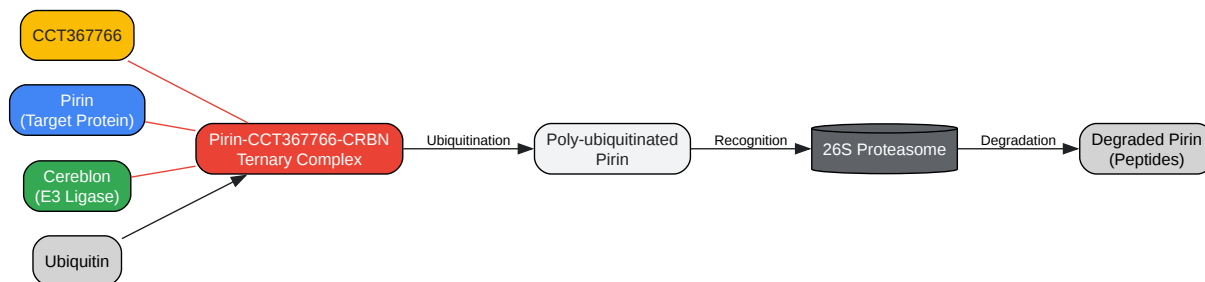 CCT367766
Pirin
(Target Protein)
Cereblon
(E3 Ligase)
Ubiquitin
Pirin-CCT367766-CRBN
Ternary Complex
Ubiquitination
Poly-ubiquitinated
Pirin
Recognition
26S Proteasome
Degradation
Degraded Pirin
(Peptides)